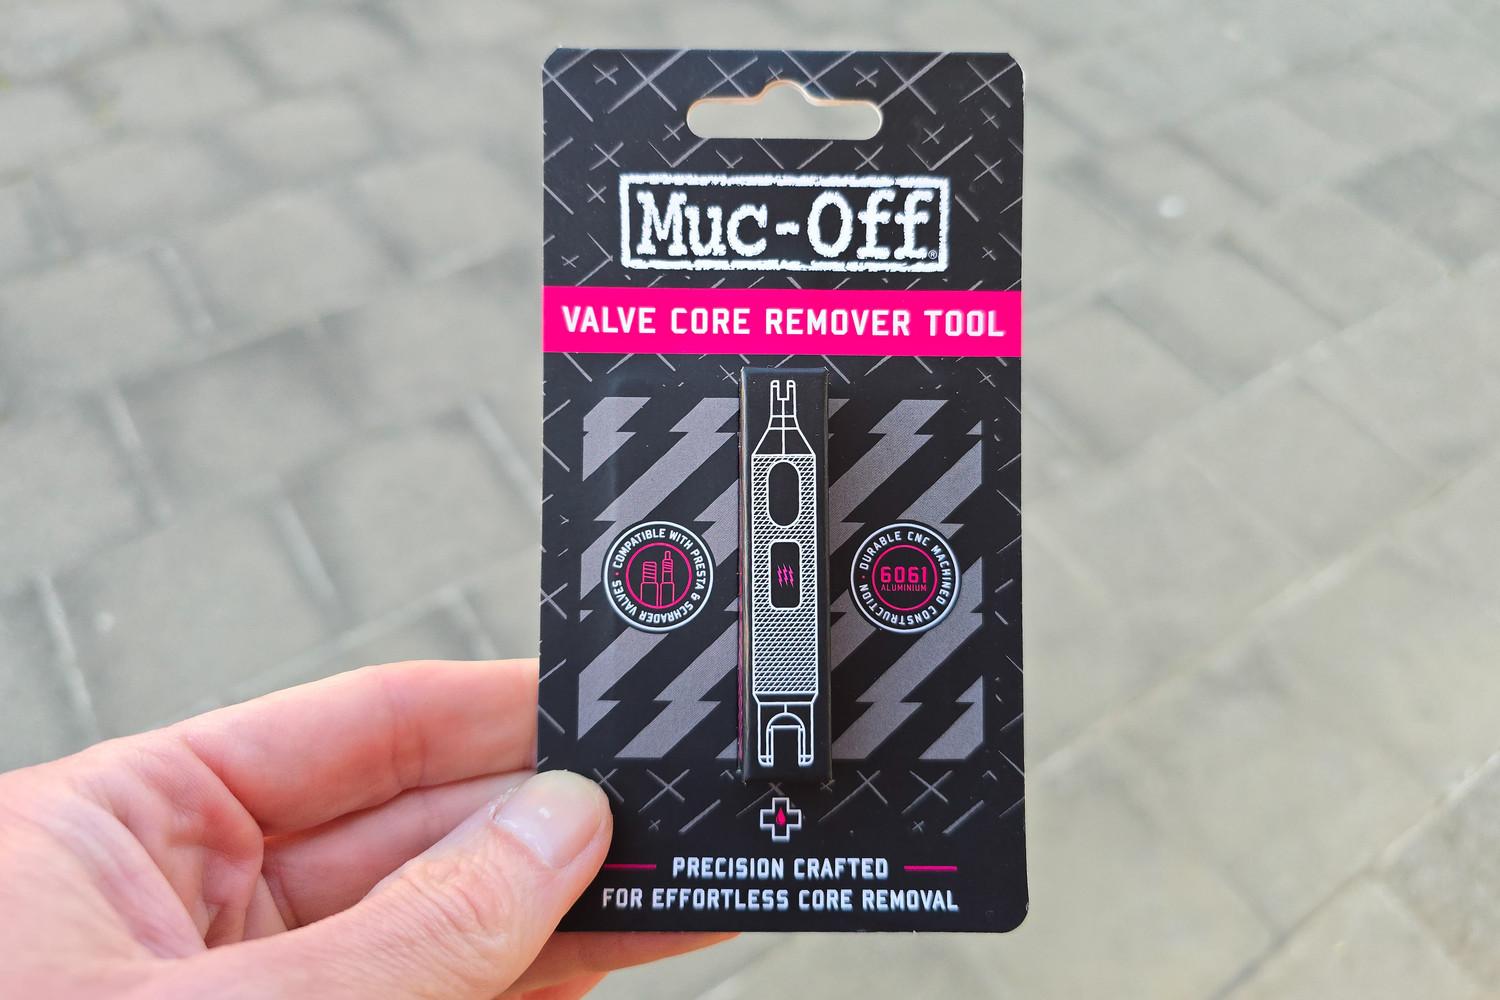 Muc-Off®
VALVE CORE REMOVER TOOL
COMPATIBLE WITH PRESTA & SCHRADER VALVES •
DURABLE CNC MACHINED CONSTRUCTION •
6061
ALUMINIUM
PRECISION CRAFTED
FOR EFFORTLESS CORE REMOVAL